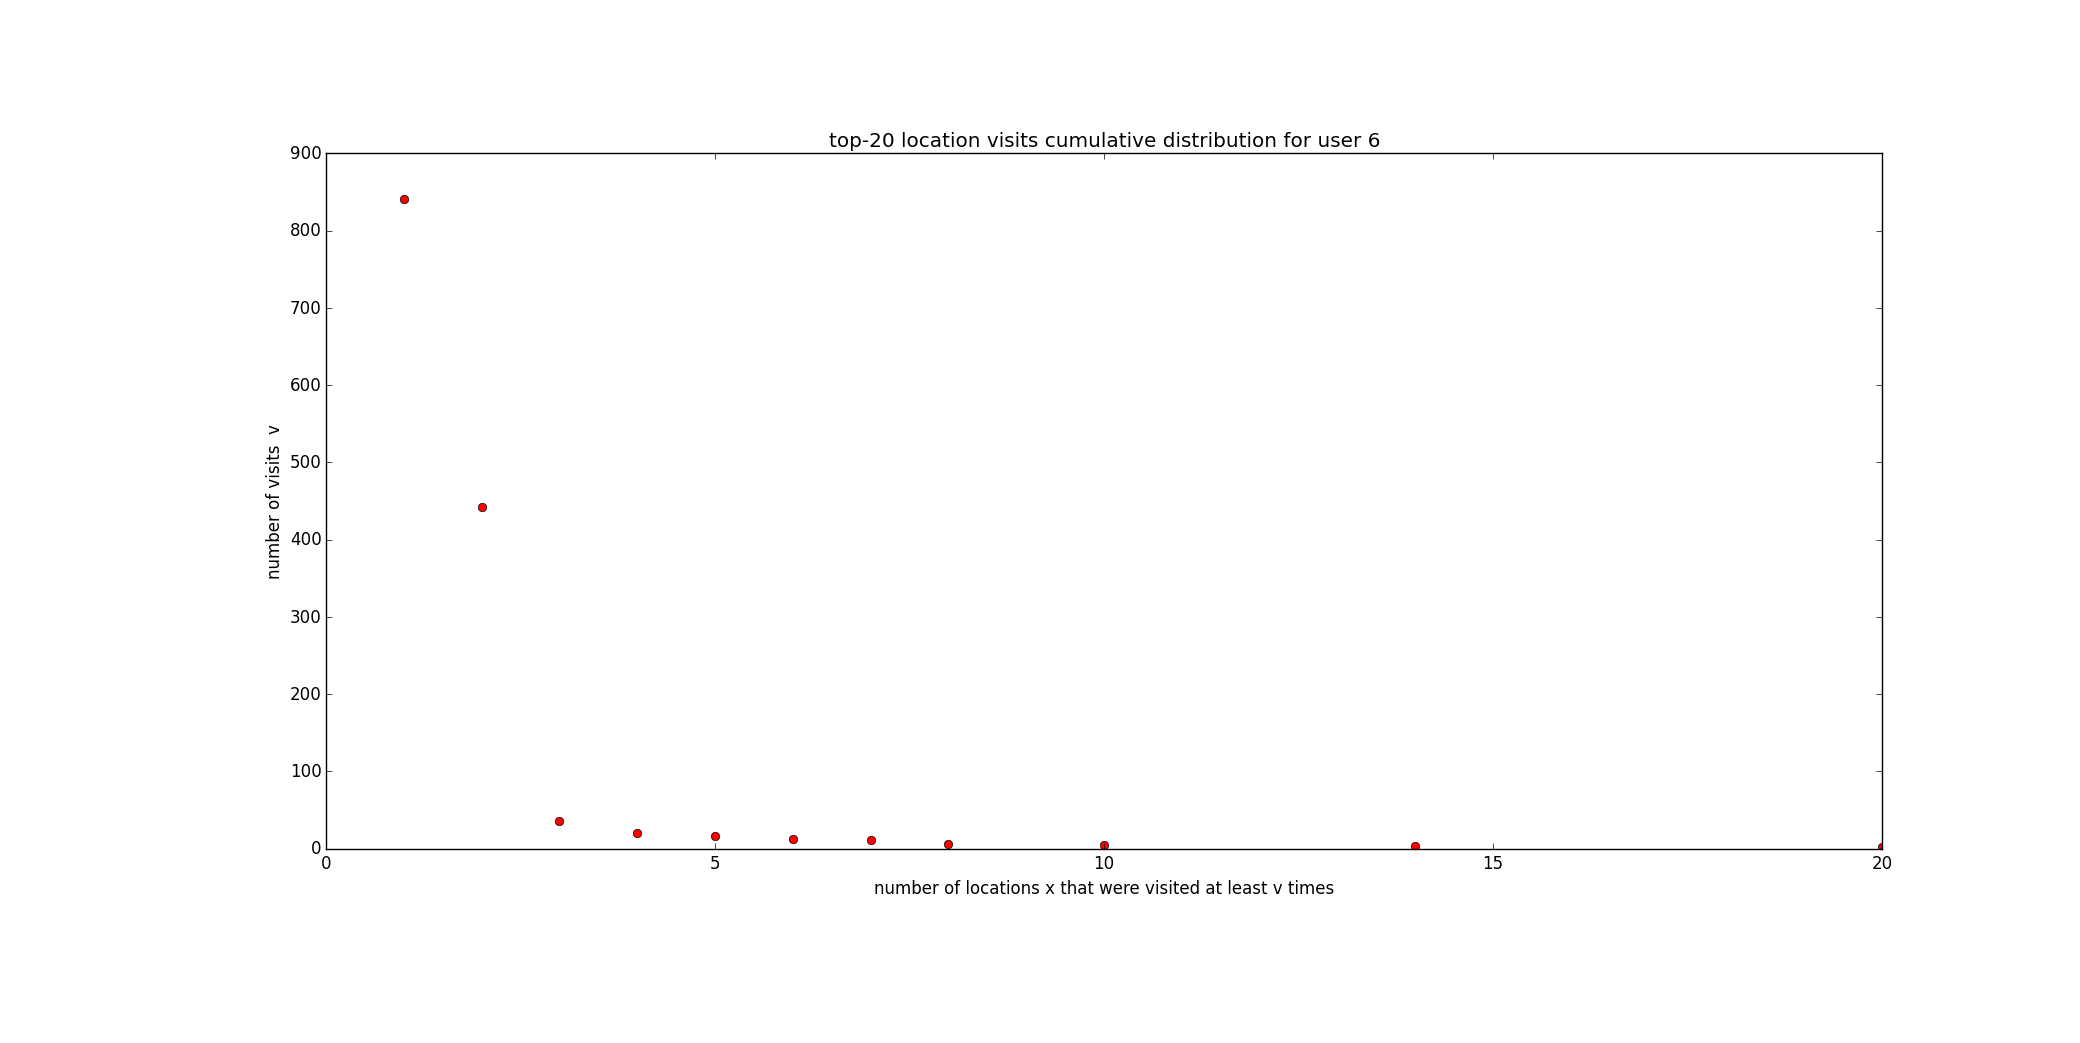 top-20 location visits cumulative distribution for user 6
900
800
700
600
500
400
300
200
100
0
number of visits  v
0 5 10 15 20
number of locations x that were visited at least v times